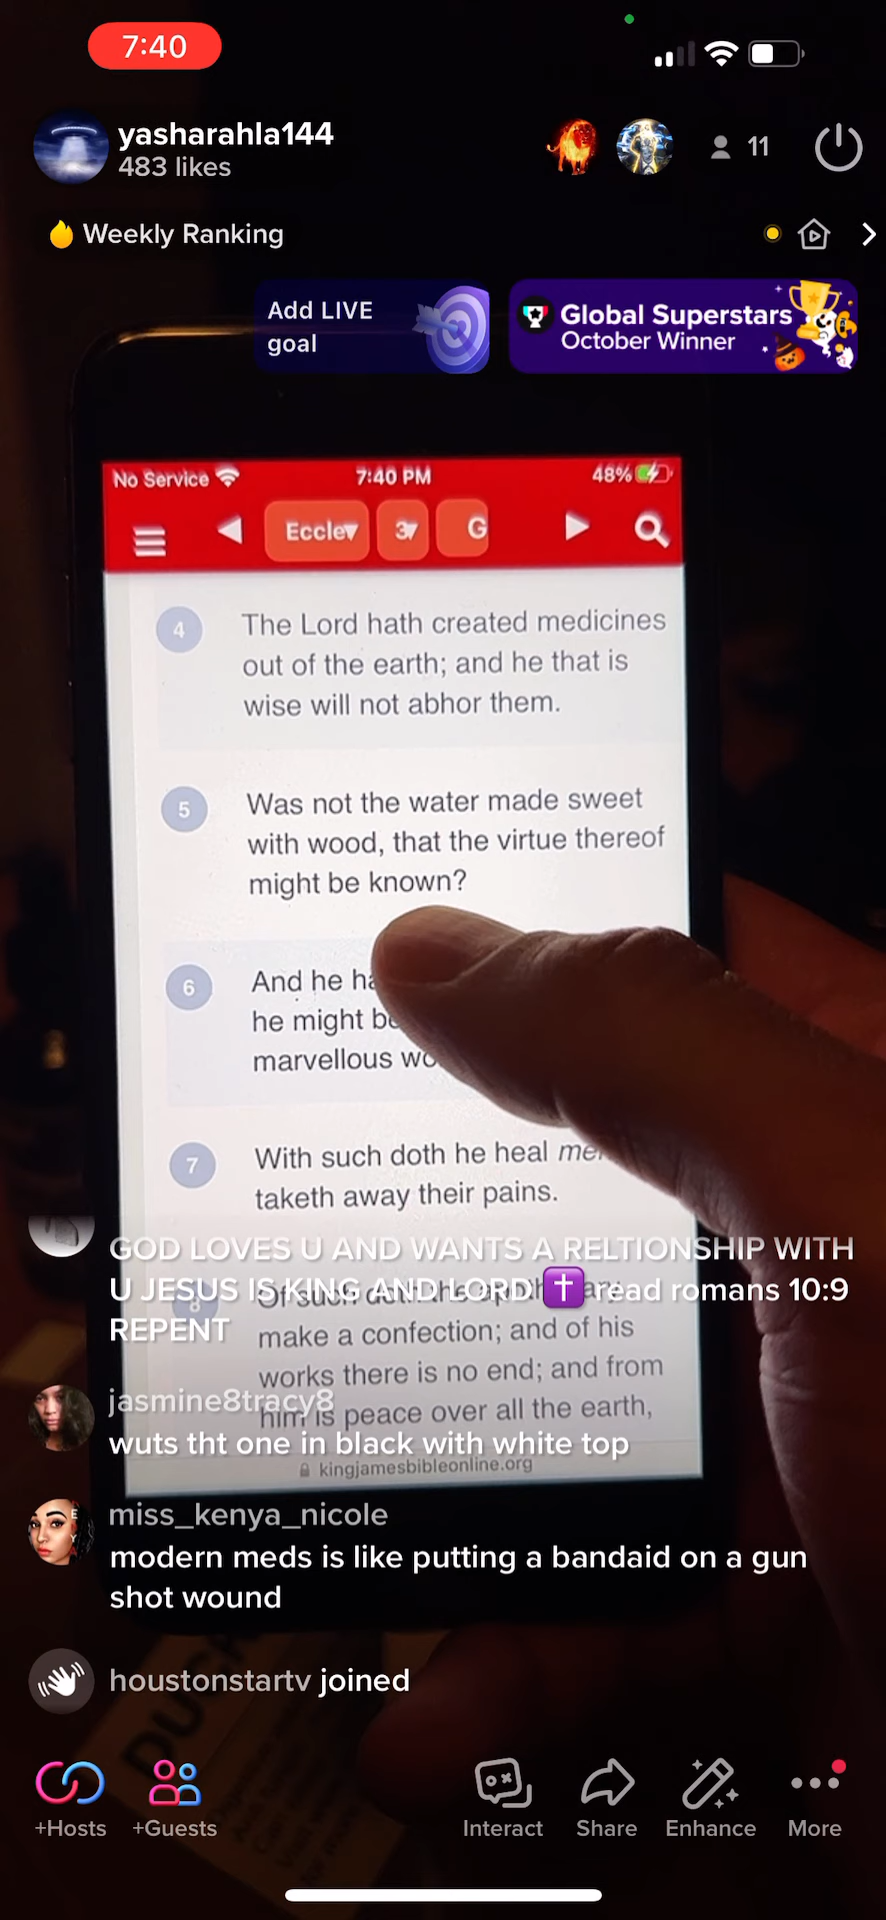 7:40
yasharahla144
483 likes
11
Weekly Ranking
Add LIVE
goal
Global Superstars
October Winner
No Service
7:40 PM
48%
Eccle
3
G
4
The Lord hath created medicines
out of the earth; and he that is
wise will not abhor them.
5
Was not the water made sweet
with wood, that the virtue thereof
might be known?
6
And he
he might
marvellous
7
With such doth he heal
taketh away their pains.
GOD LOVES U AND WANTS A RELTIONSHIP WITH
U JESUS IS KING AND LORD ✝️ read romans 10:9
REPENT
8
Of such doth the
make a confection; and of his
works there is no end; and from
him is peace over all the earth,
jasmine8tracy8
wuts tht one in black with white top
kingjamesbibleonline.org
miss_kenya_nicole
modern meds is like putting a bandaid on a gun
shot wound
houstonstartv joined
+Hosts
+Guests
Interact
Share
Enhance
More